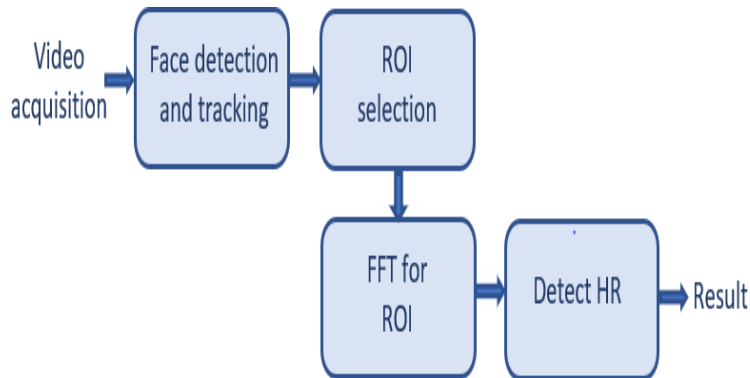 Video
acquisition
Face detection
and tracking
ROI
selection
FFT for
ROI
Detect HR
Result